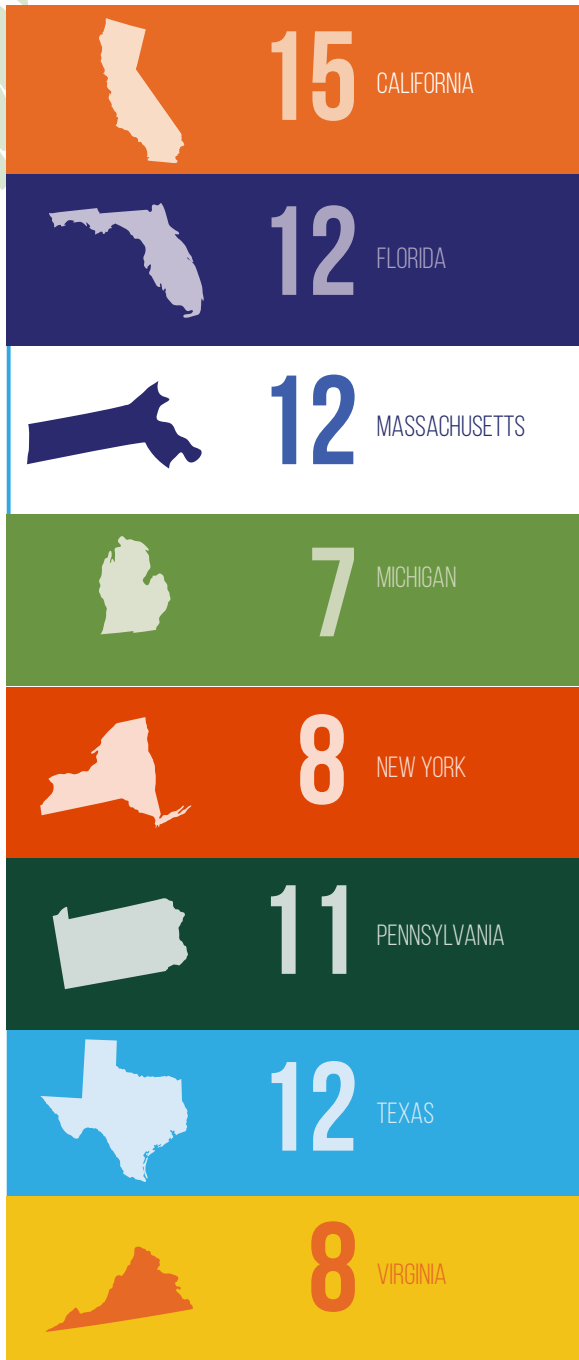 15 CALIFORNIA
12 FLORIDA
12 MASSACHUSETTS
7 MICHIGAN
8 NEW YORK
11 PENNSYLVANIA
12 TEXAS
8 VIRGINIA